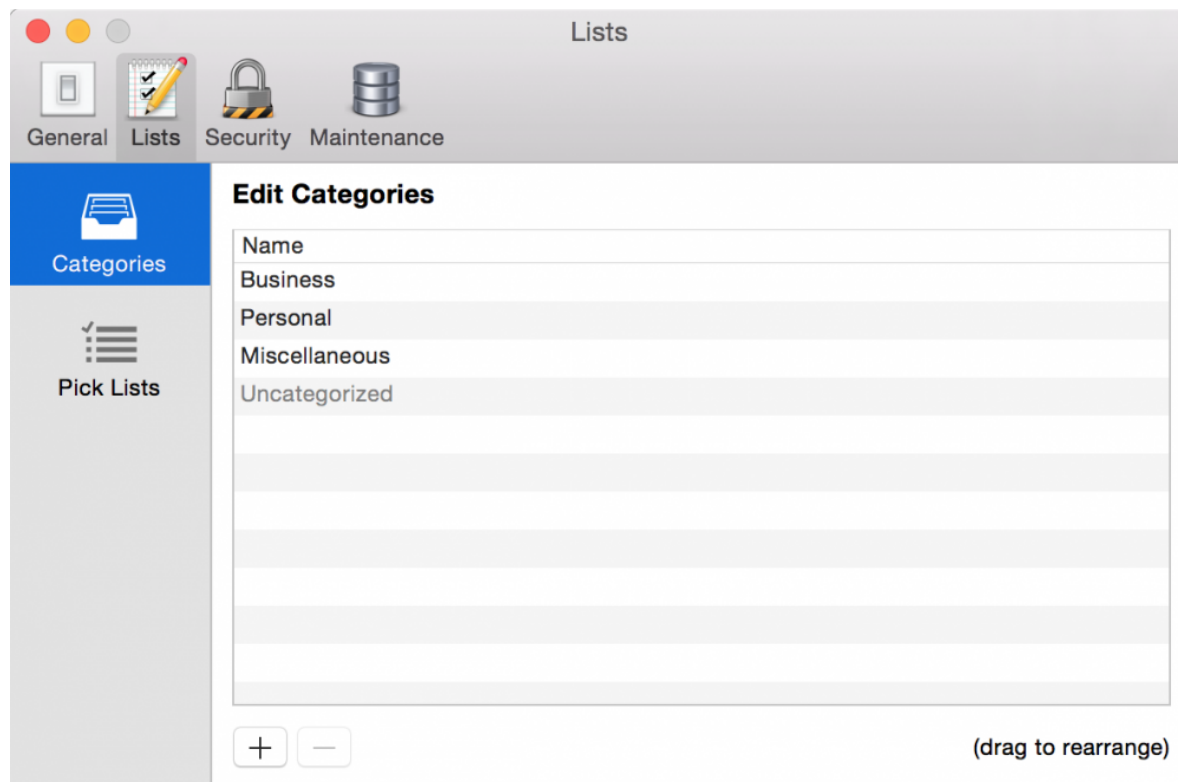 Lists
General Lists Security Maintenance
Categories
Pick Lists
Edit Categories
Name
Business
Personal
Miscellaneous
Uncategorized
(drag to rearrange)